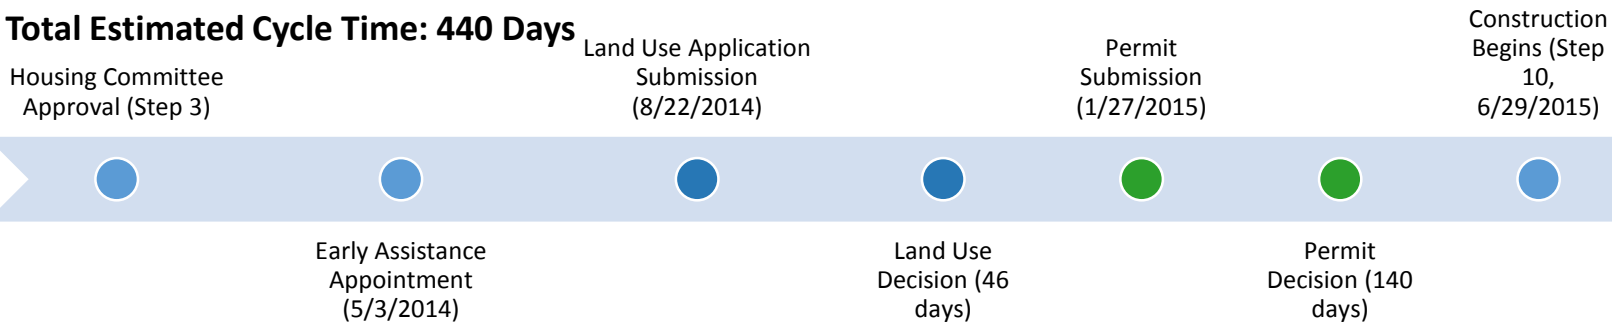 Total Estimated Cycle Time: 440 Days
Housing Committee
Approval (Step 3)
Early Assistance
Appointment
(5/3/2014)
Land Use Application
Submission
(8/22/2014)
Land Use
Decision (46
days)
Permit
Submission
(1/27/2015)
Permit
Decision (140
days)
Construction
Begins (Step
10,
6/29/2015)